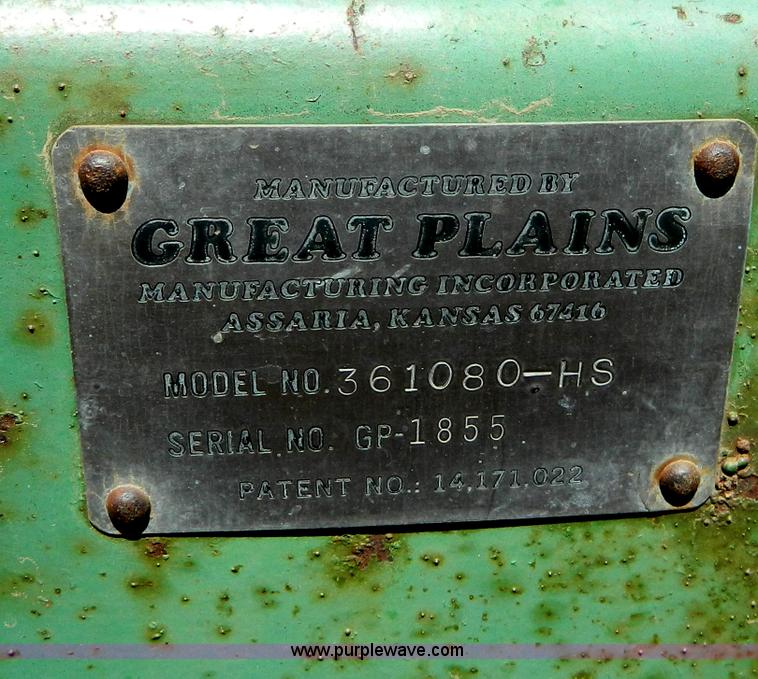 MANUFACTURED BY
GREAT PLAINS
MANUFACTURING INCORPORATED
ASSARIA, KANSAS 67416
MODEL NO. 361080-HS
SERIAL NO. GP-1855
PATENT NO.: 14,171,022
www.purplewave.com